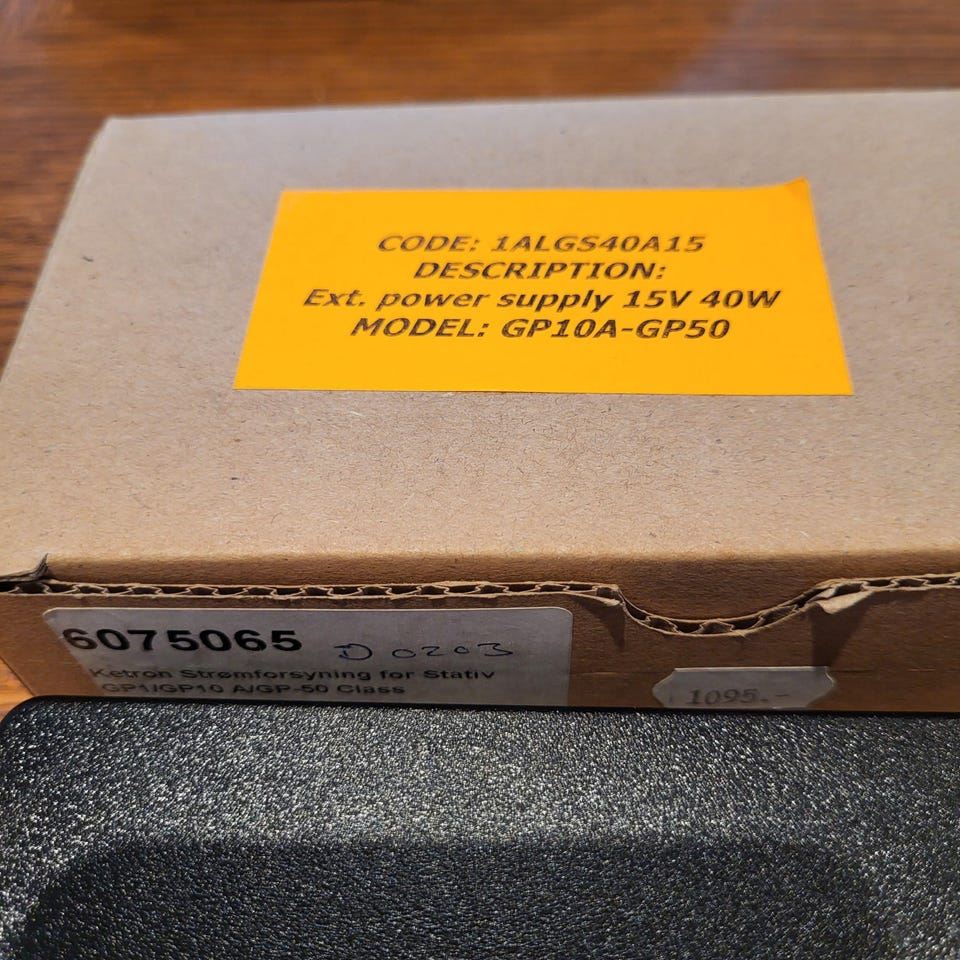 CODE: 1ALGS40A15
DESCRIPTION:
Ext. power supply 15V 40W
MODEL: GP10A-GP50
6075065 D 0203
Ketron Strømforsyning for Stativ
GP1/GP10 A/GP-50 Class
1095.-